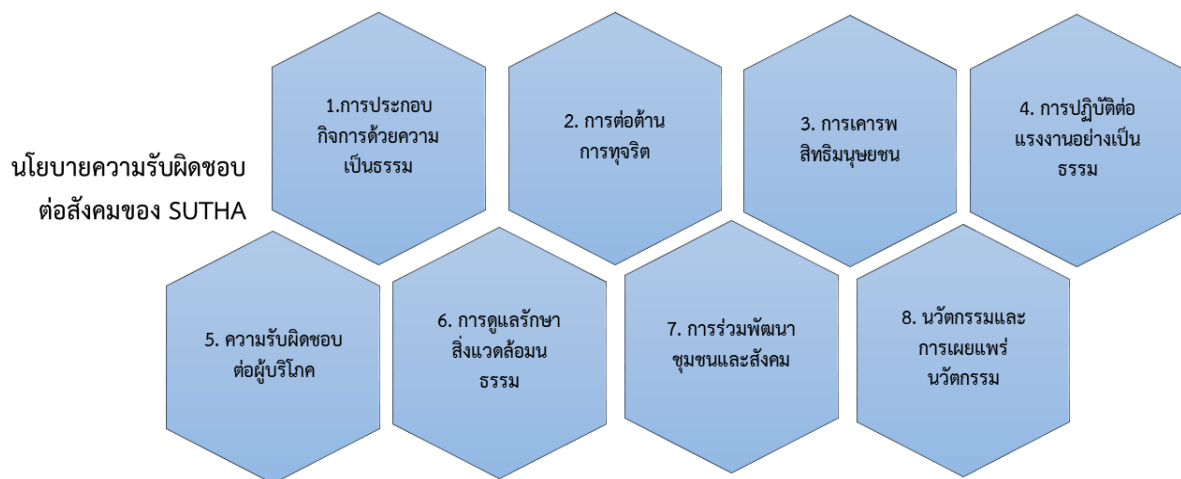 นโยบายความรับผิดชอบ
ต่อสังคมของ SUTHA
1.การประกอบ
กิจการด้วยความ
เป็นธรรม
2. การต่อต้าน
การทุจริต
3. การเคารพ
สิทธิมนุษยชน
4. การปฏิบัติต่อ
แรงงานอย่างเป็น
ธรรม
5. ความรับผิดชอบ
ต่อผู้บริโภค
6. การดูแลรักษา
สิ่งแวดล้อมน
ธรรม
7. การร่วมพัฒนา
ชุมชนและสังคม
8. นวัตกรรมและ
การเผยแพร่
นวัตกรรม